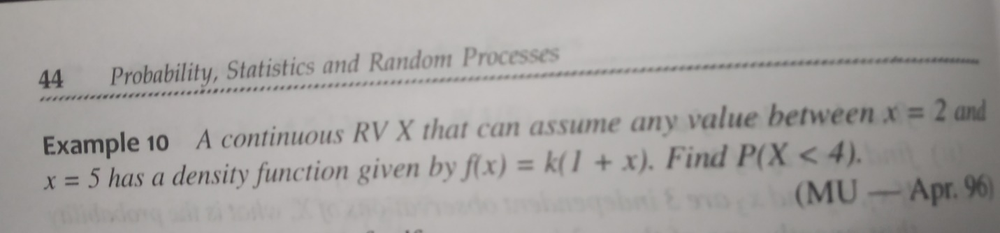 44 Probability, Statistics and Random Processes
Example 10 A continuous RV X that can assume any value between x = 2 and
x = 5 has a density function given by f(x) = k(1 + x). Find P(X < 4).
(MU — Apr. 96)